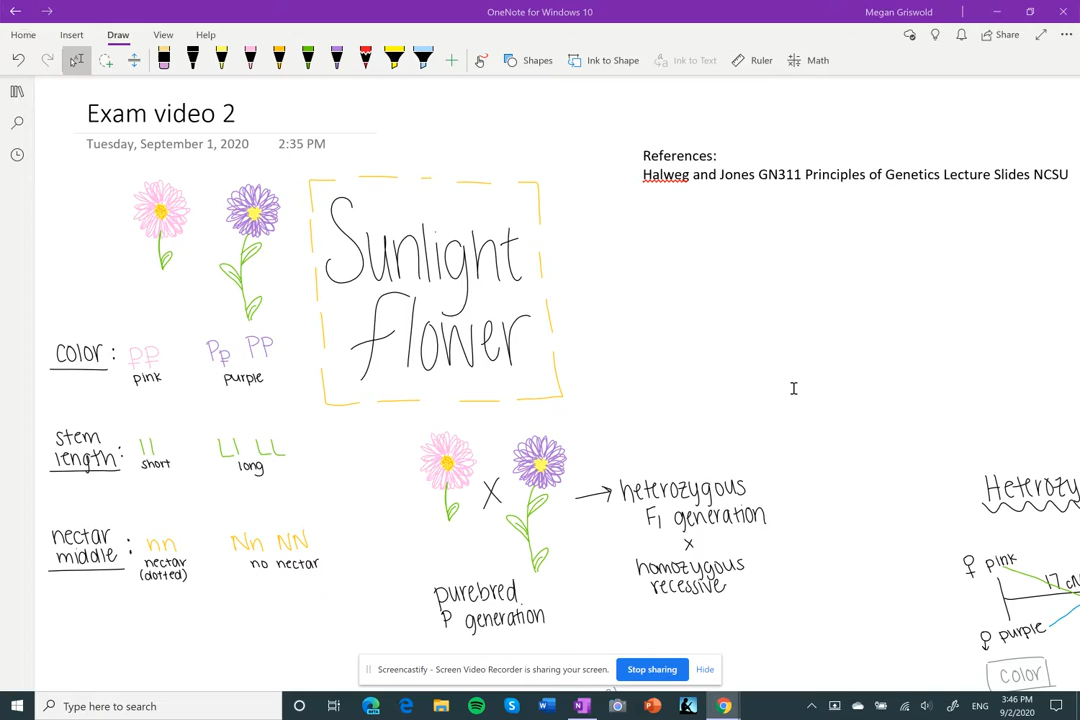 OneNote for Windows 10
Megan Griswold
Home Insert Draw View Help
Share
Shapes Ink to Shape Ink to Text Ruler Math
Exam video 2
Tuesday, September 1, 2020 2:35 PM
References:
Halweg and Jones GN311 Principles of Genetics Lecture Slides NCSU
Sunlight
flower
color: pp Pp PP
pink purple
stem
length: ll Ll LL
short long
nectar
middle: nn Nn NN
nectar no nectar
(dotted)
X
purebred
P generation
→ heterozygous
F1 generation
x
homozygous
recessive
Heterozy
♀ pink
17 c
♀ purple
color
Screencastify - Screen Video Recorder is sharing your screen.
Stop sharing
Hide
Type here to search
ENG
3:46 PM
9/2/2020